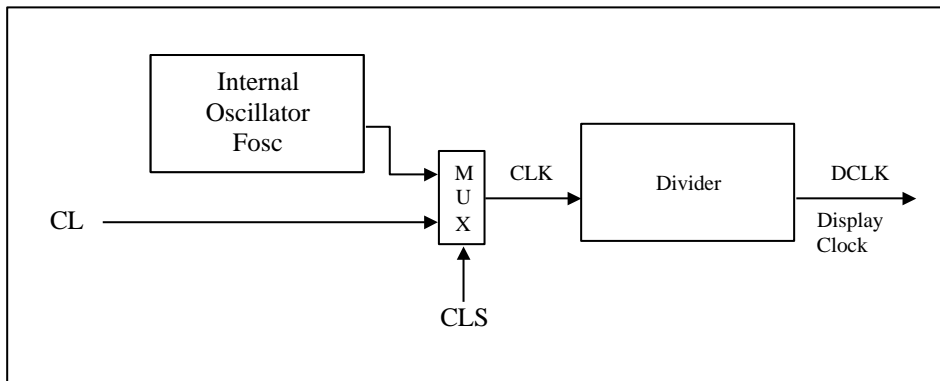 Internal
Oscillator
Fosc
M
U
X
CLK
Divider
DCLK
CL
Display
Clock
CLS